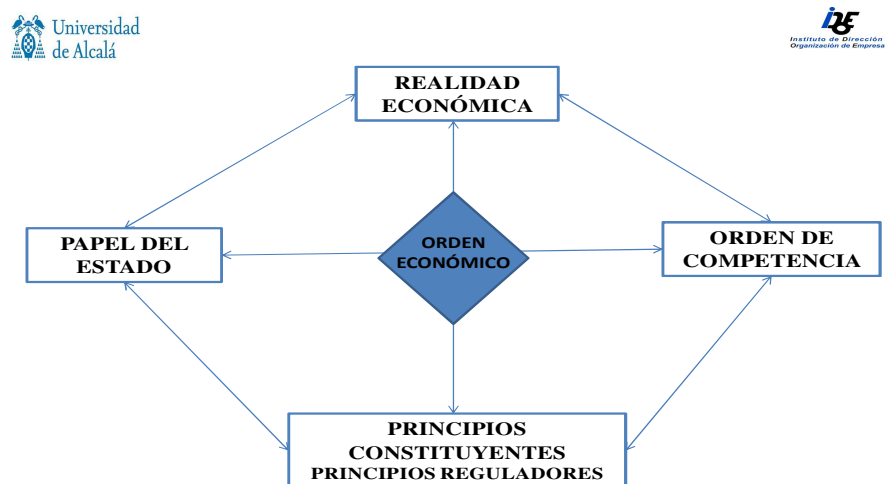 Universidad
de Alcalá
Instituto de Dirección
Organización de Empresa
REALIDAD
ECONÓMICA
PAPEL DEL
ESTADO
ORDEN
ECONÓMICO
ORDEN DE
COMPETENCIA
PRINCIPIOS
CONSTITUYENTES
PRINCIPIOS REGULADORES